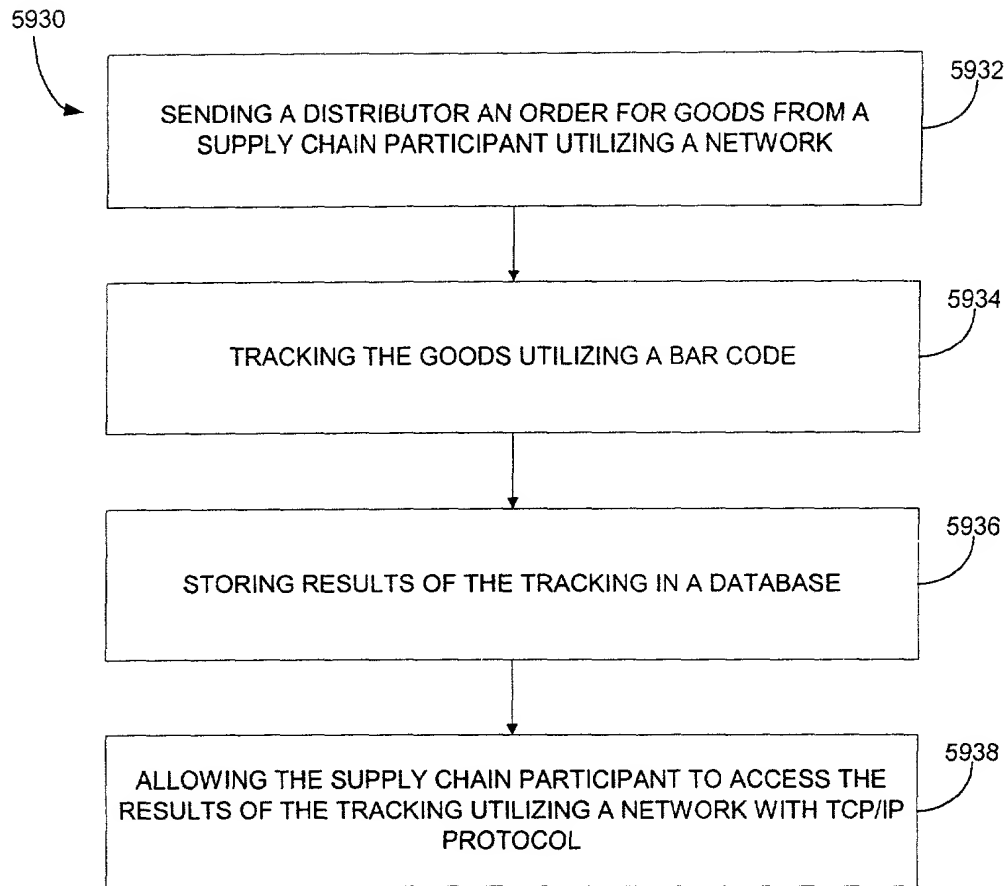 5930
5932
SENDING A DISTRIBUTOR AN ORDER FOR GOODS FROM A
SUPPLY CHAIN PARTICIPANT UTILIZING A NETWORK
5934
TRACKING THE GOODS UTILIZING A BAR CODE
5936
STORING RESULTS OF THE TRACKING IN A DATABASE
5938
ALLOWING THE SUPPLY CHAIN PARTICIPANT TO ACCESS THE
RESULTS OF THE TRACKING UTILIZING A NETWORK WITH TCP/IP
PROTOCOL